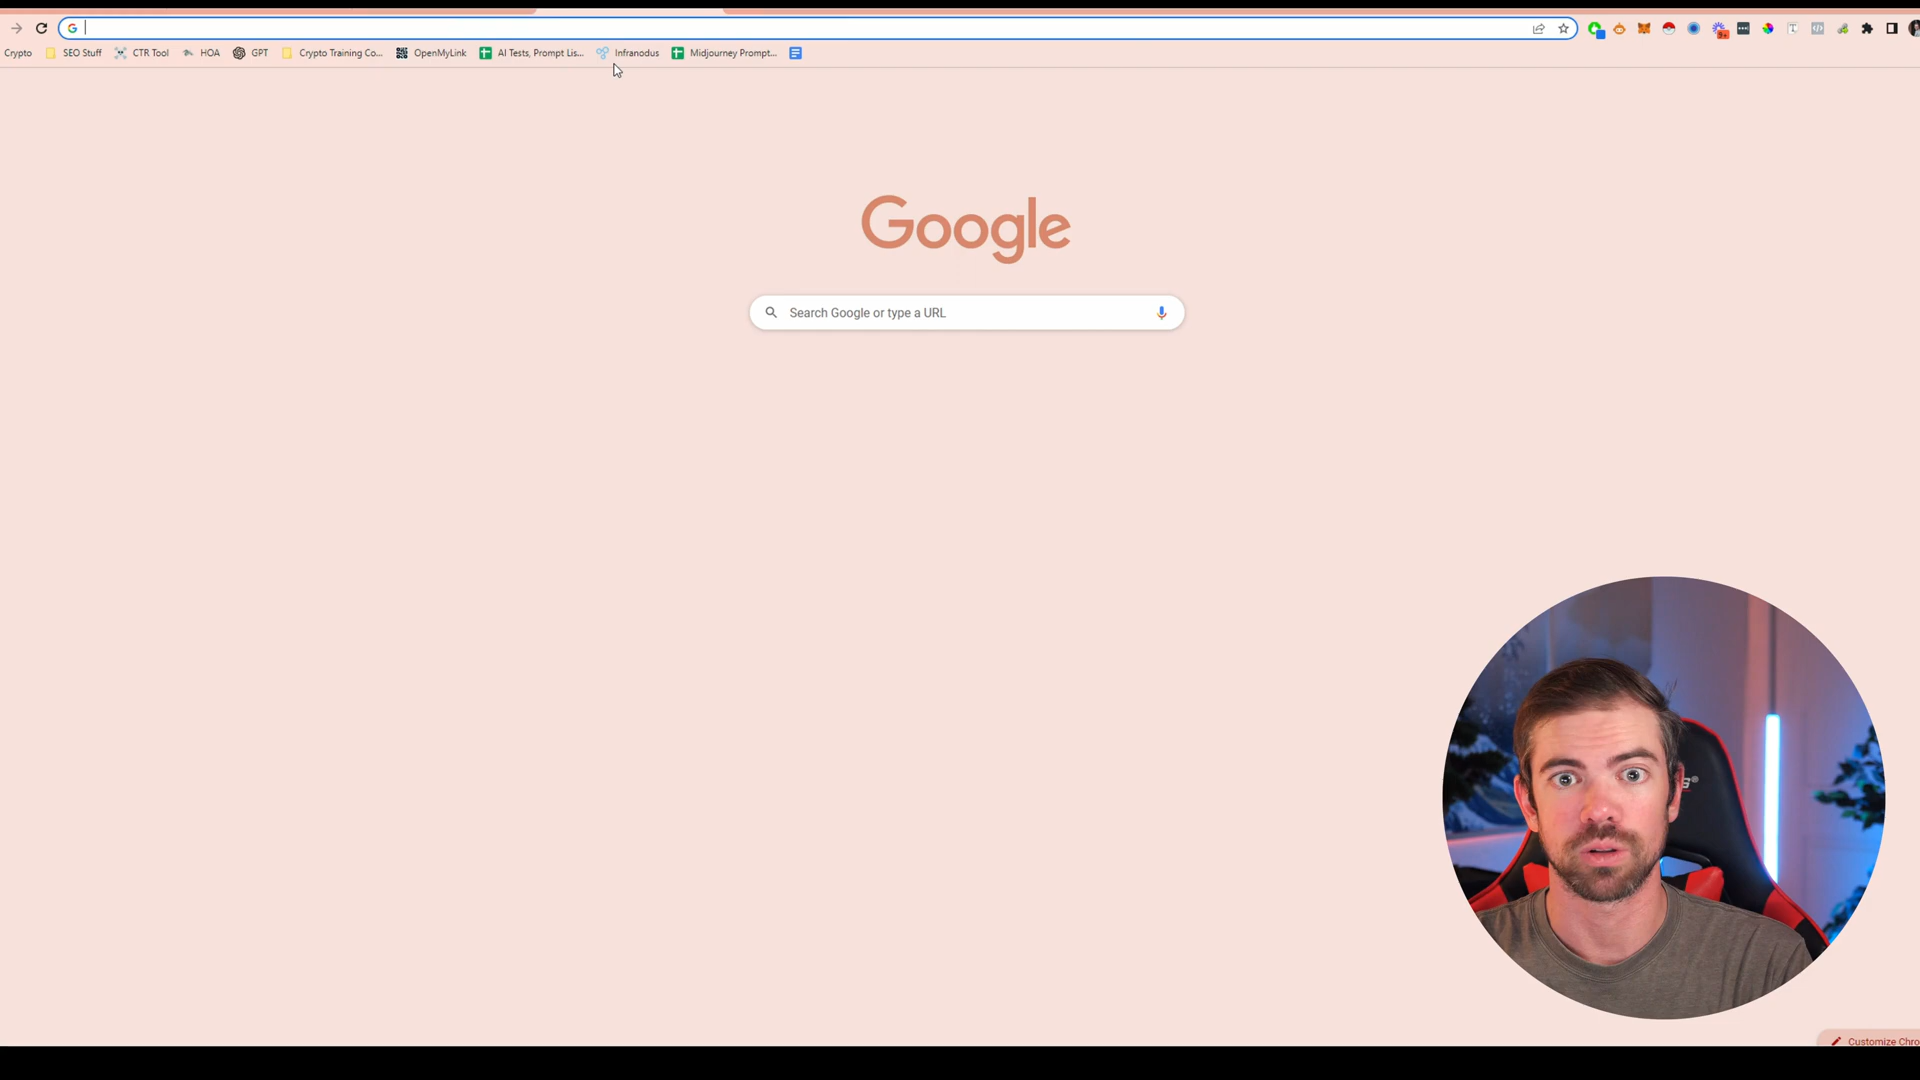 Crypto SEO Stuff CTR Tool HOA GPT Crypto Training Co... OpenMyLink AI Tests, Prompt Lis... Infranodus Midjourney Prompt...
9+
Google
Search Google or type a URL
Customize Chro